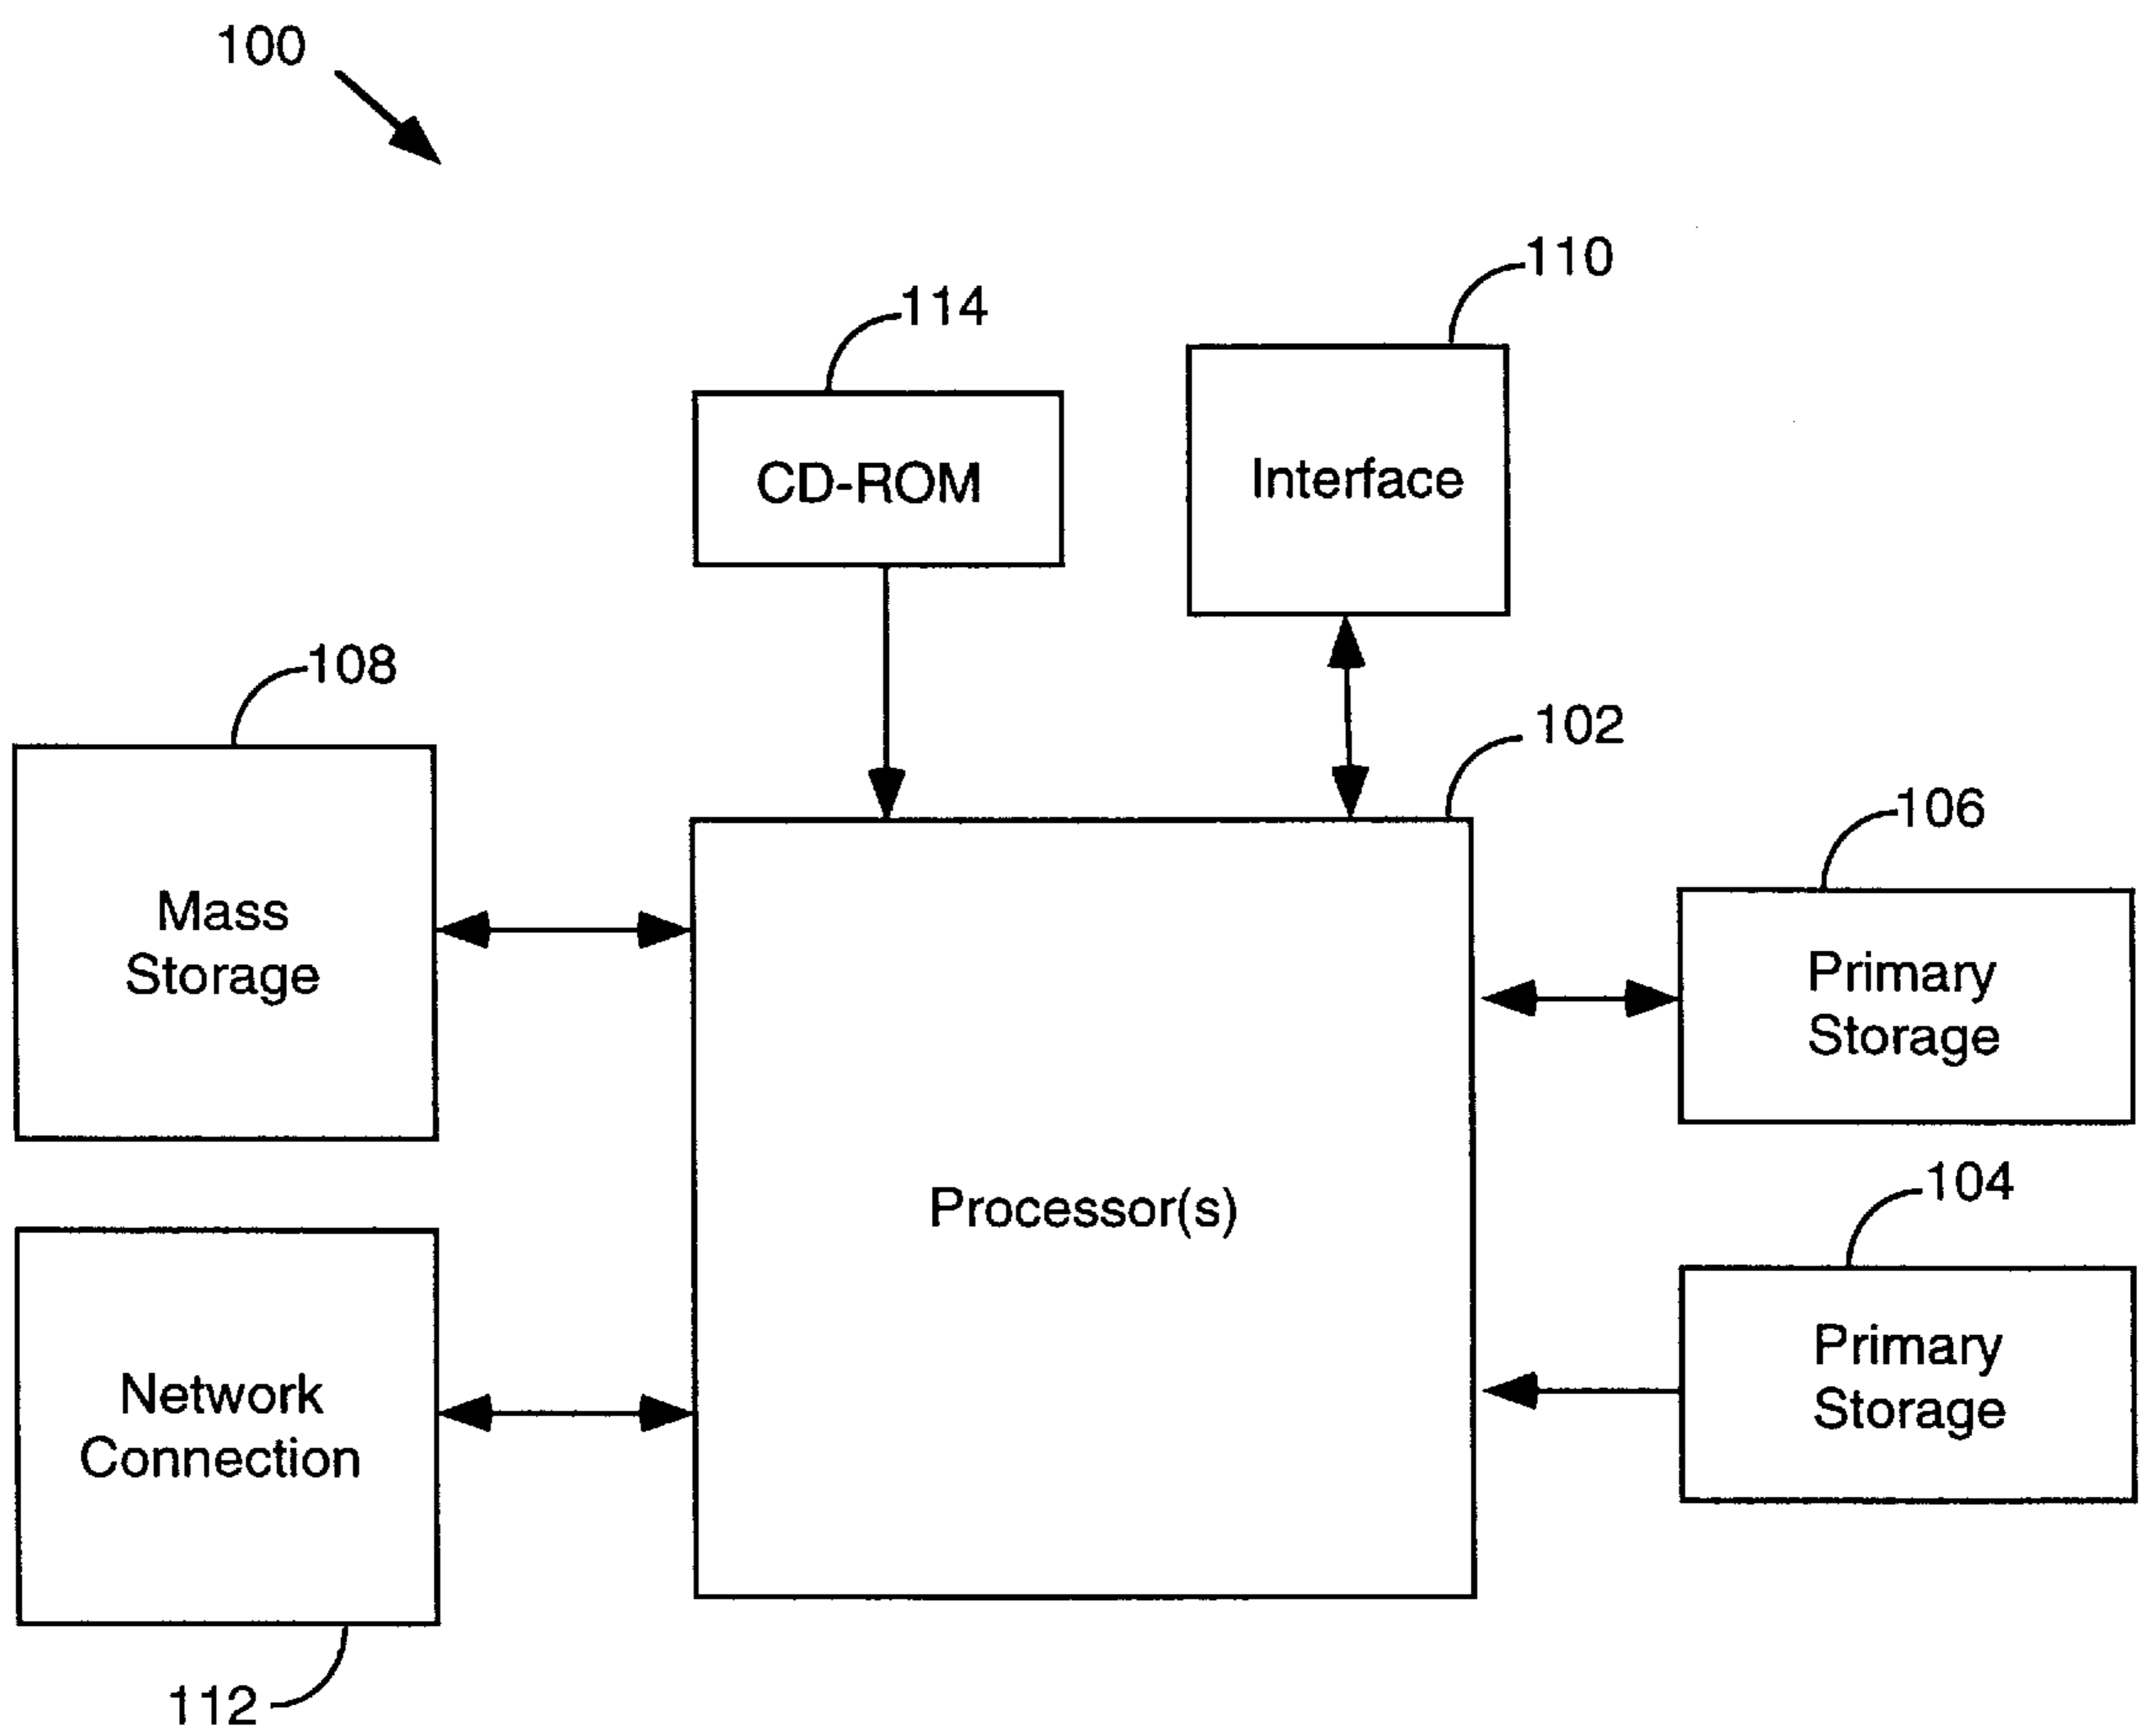 100
110
114
CD-ROM
Interface
108
102
106
Mass
Storage
Primary
Storage
104
Processor(s)
Primary
Storage
Network
Connection
112